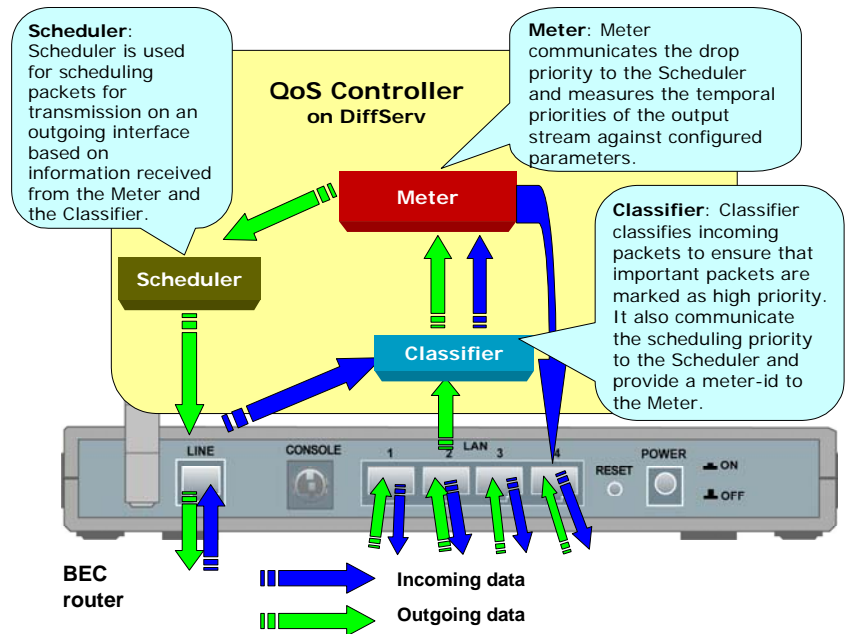 Scheduler:
Scheduler is used
for scheduling
packets for
transmission on an
outgoing interface
based on
information received
from the Meter and
the Classifier.
QoS Controller
on DiffServ
Meter: Meter
communicates the drop
priority to the Scheduler
and measures the temporal
priorities of the output
stream against configured
parameters.
Meter
Classifier: Classifier
classifies incoming
packets to ensure that
important packets are
marked as high priority.
It also communicate
the scheduling priority
to the Scheduler and
provide a meter-id to
the Meter.
Scheduler
Classifier
LINE
CONSOLE
LAN
1 2 3 4
RESET
POWER
ON
OFF
BEC
router
Incoming data
Outgoing data